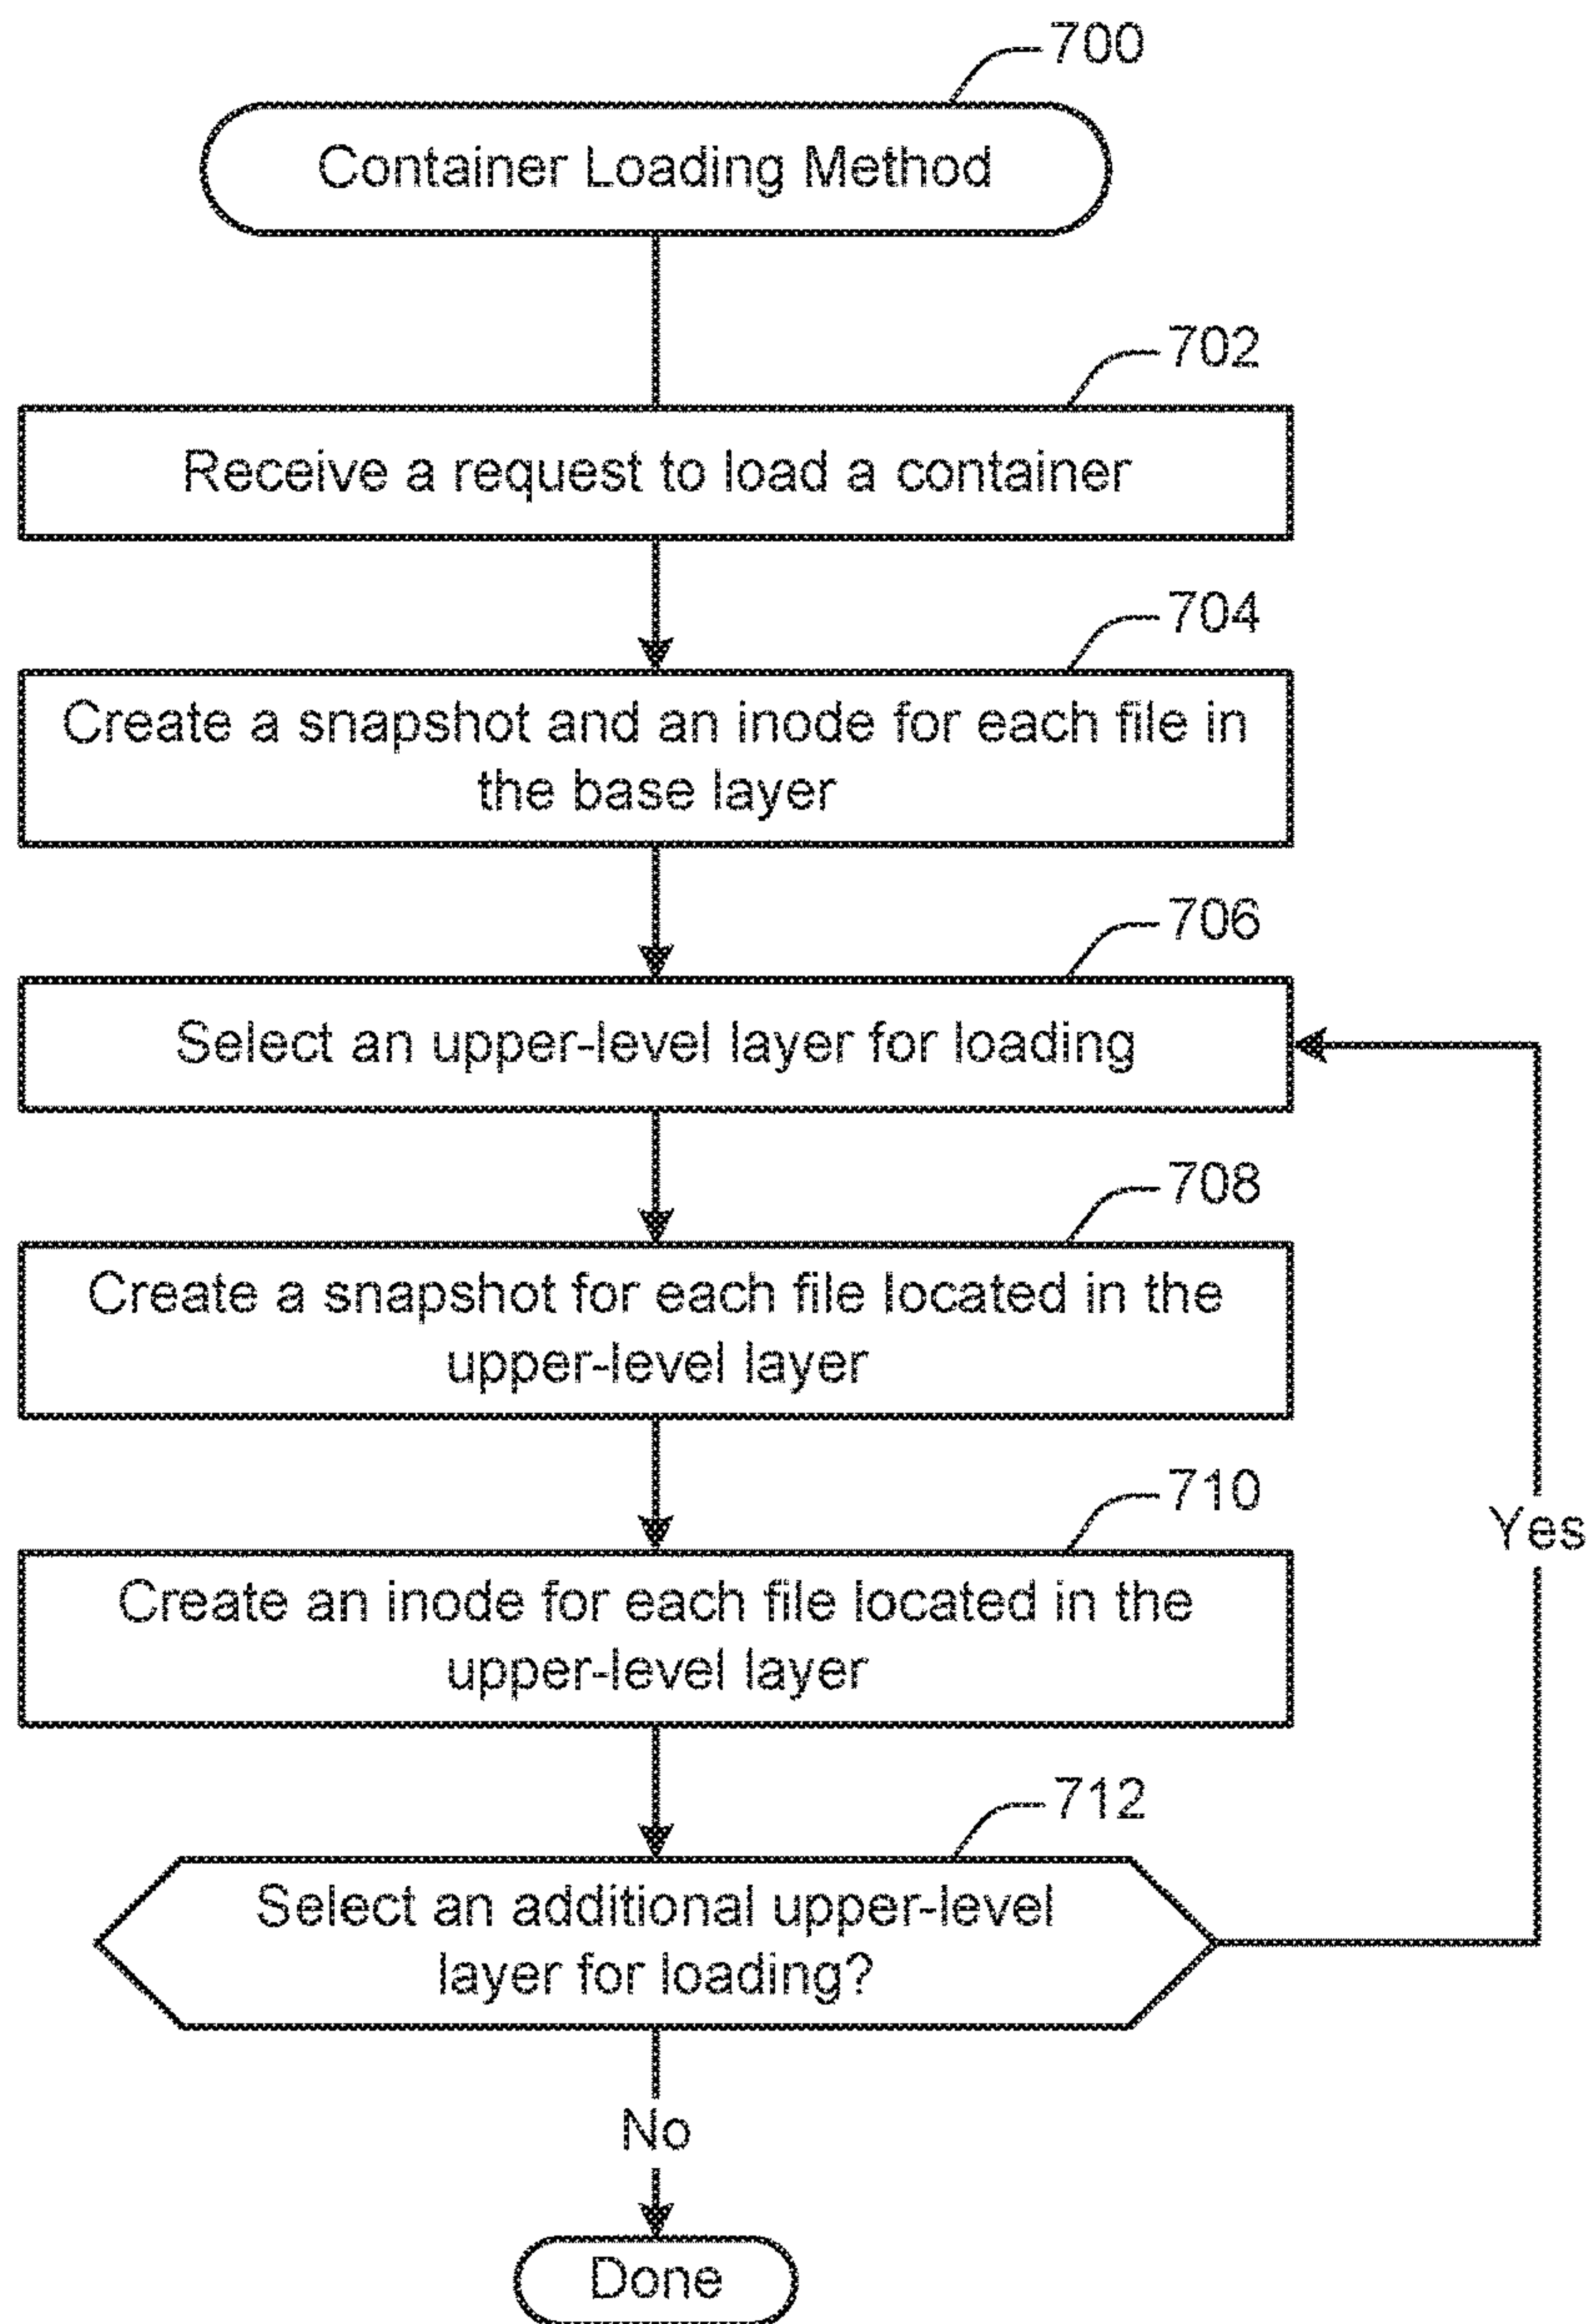 700
Container Loading Method
702
Receive a request to load a container
704
Create a snapshot and an inode for each file in
the base layer
706
Select an upper-level layer for loading
708
Create a snapshot for each file located in the
upper-level layer
710
Create an inode for each file located in the
upper-level layer
Yes
712
Select an additional upper-level
layer for loading?
No
Done